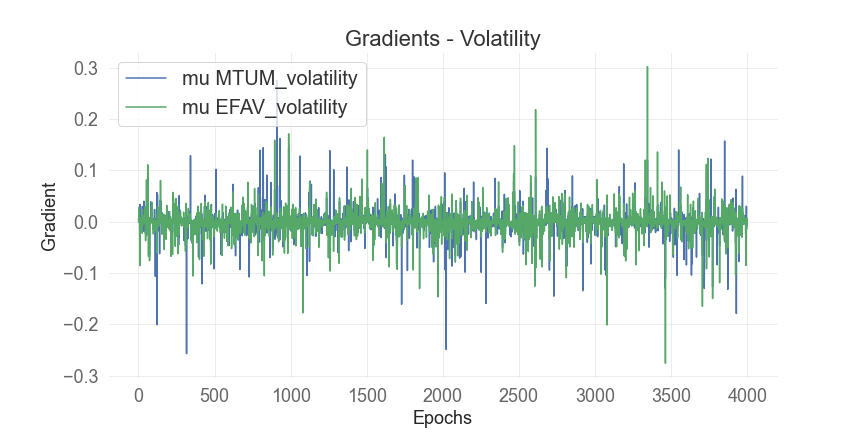 Gradients - Volatility
mu MTUM_volatility
mu EFAV_volatility
0.3
0.2
0.1
0.0
−0.1
−0.2
−0.3
Gradient
0 500 1000 1500 2000 2500 3000 3500 4000
Epochs